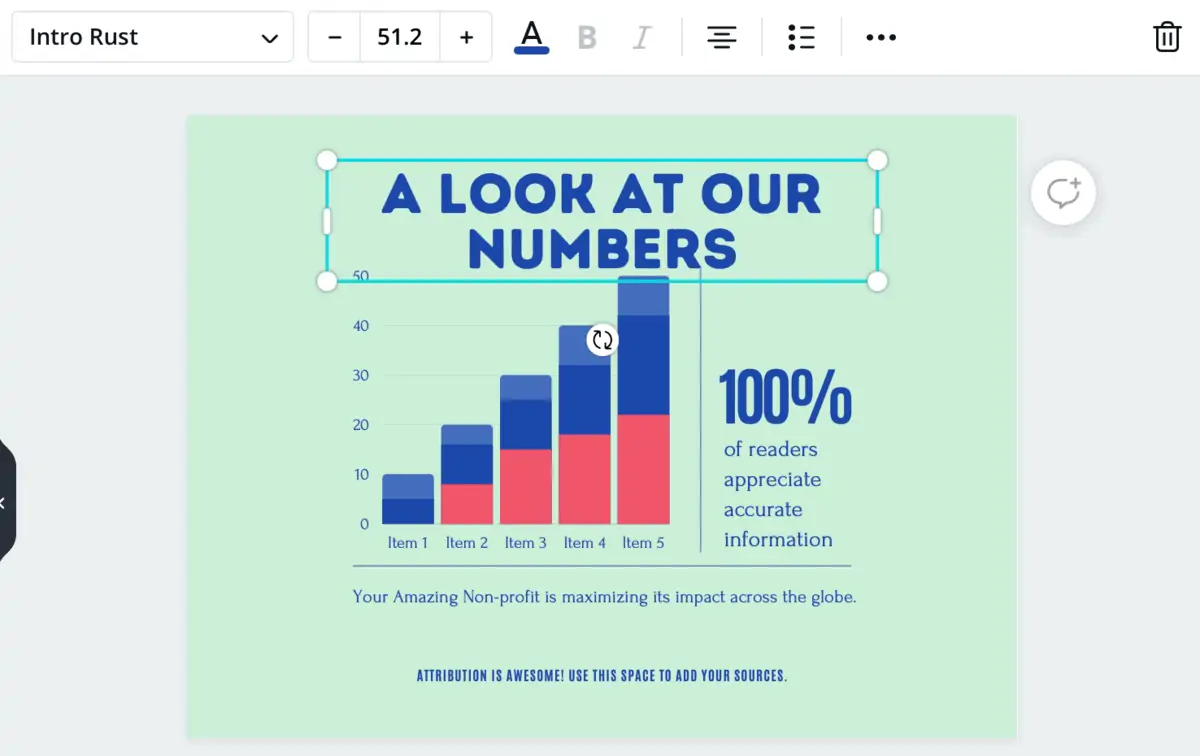 Intro Rust
− 51.2 +
A B I
A LOOK AT OUR
NUMBERS
50
40
30
20
10
0
Item 1 Item 2 Item 3 Item 4 Item 5
100%
of readers
appreciate
accurate
information
Your Amazing Non-profit is maximizing its impact across the globe.
ATTRIBUTION IS AWESOME! USE THIS SPACE TO ADD YOUR SOURCES.